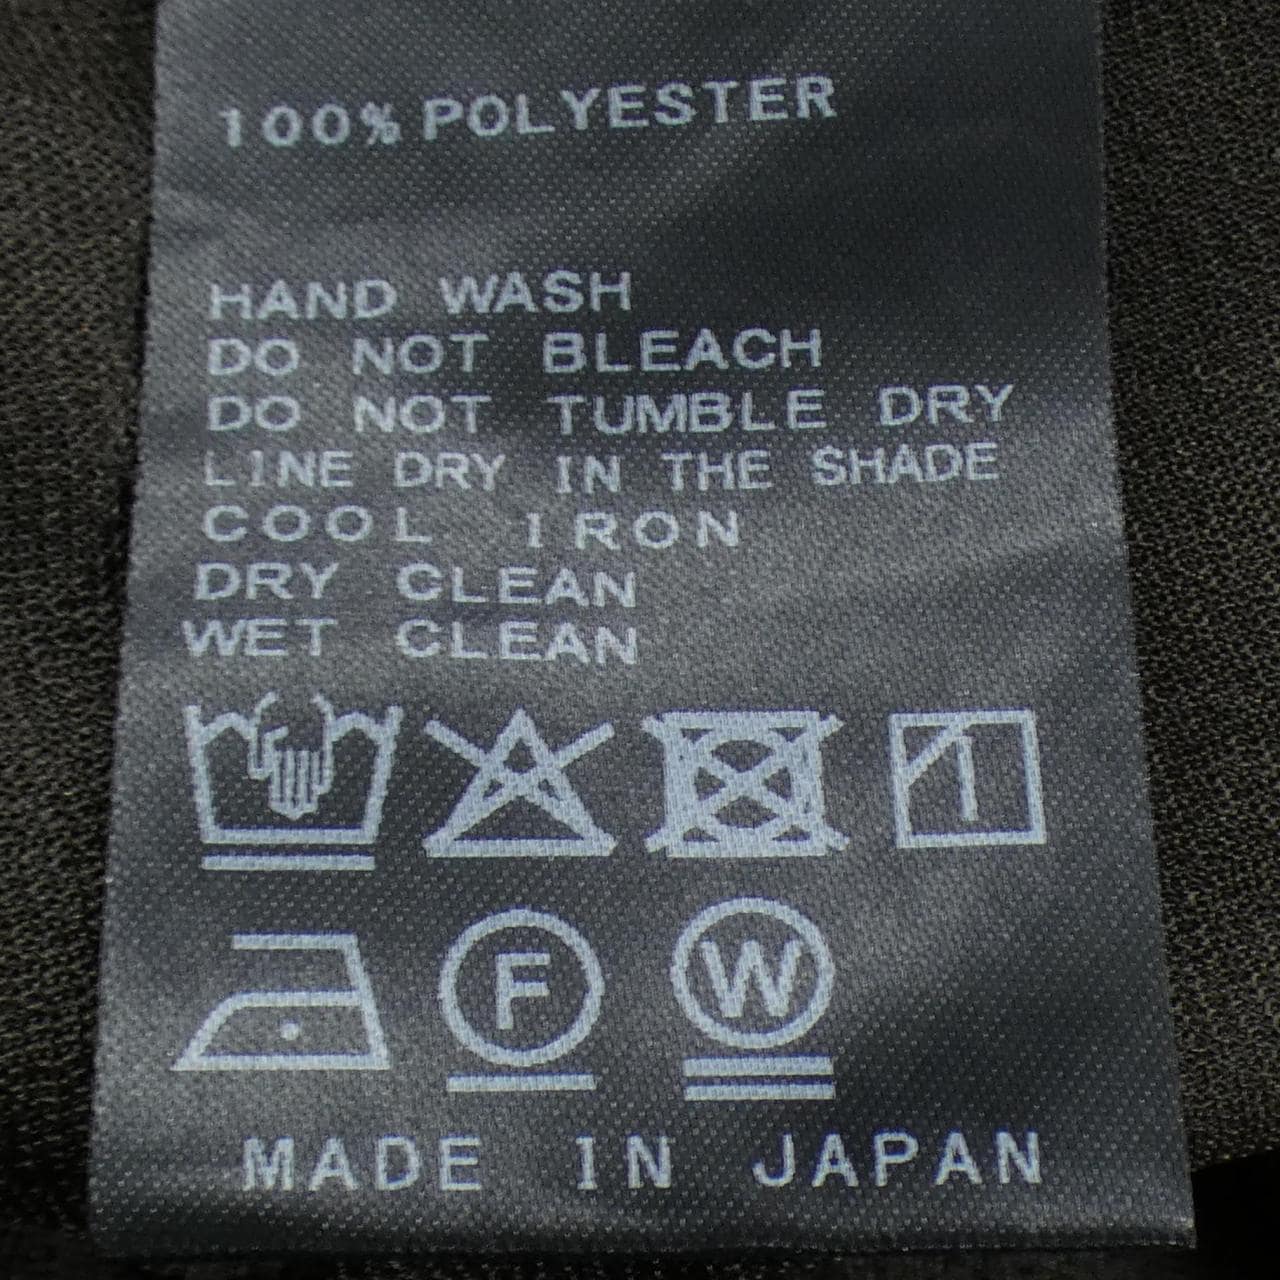 100% POLYESTER
HAND WASH
DO NOT BLEACH
DO NOT TUMBLE DRY
LINE DRY IN THE SHADE
COOL IRON
DRY CLEAN
WET CLEAN
F W
MADE IN JAPAN